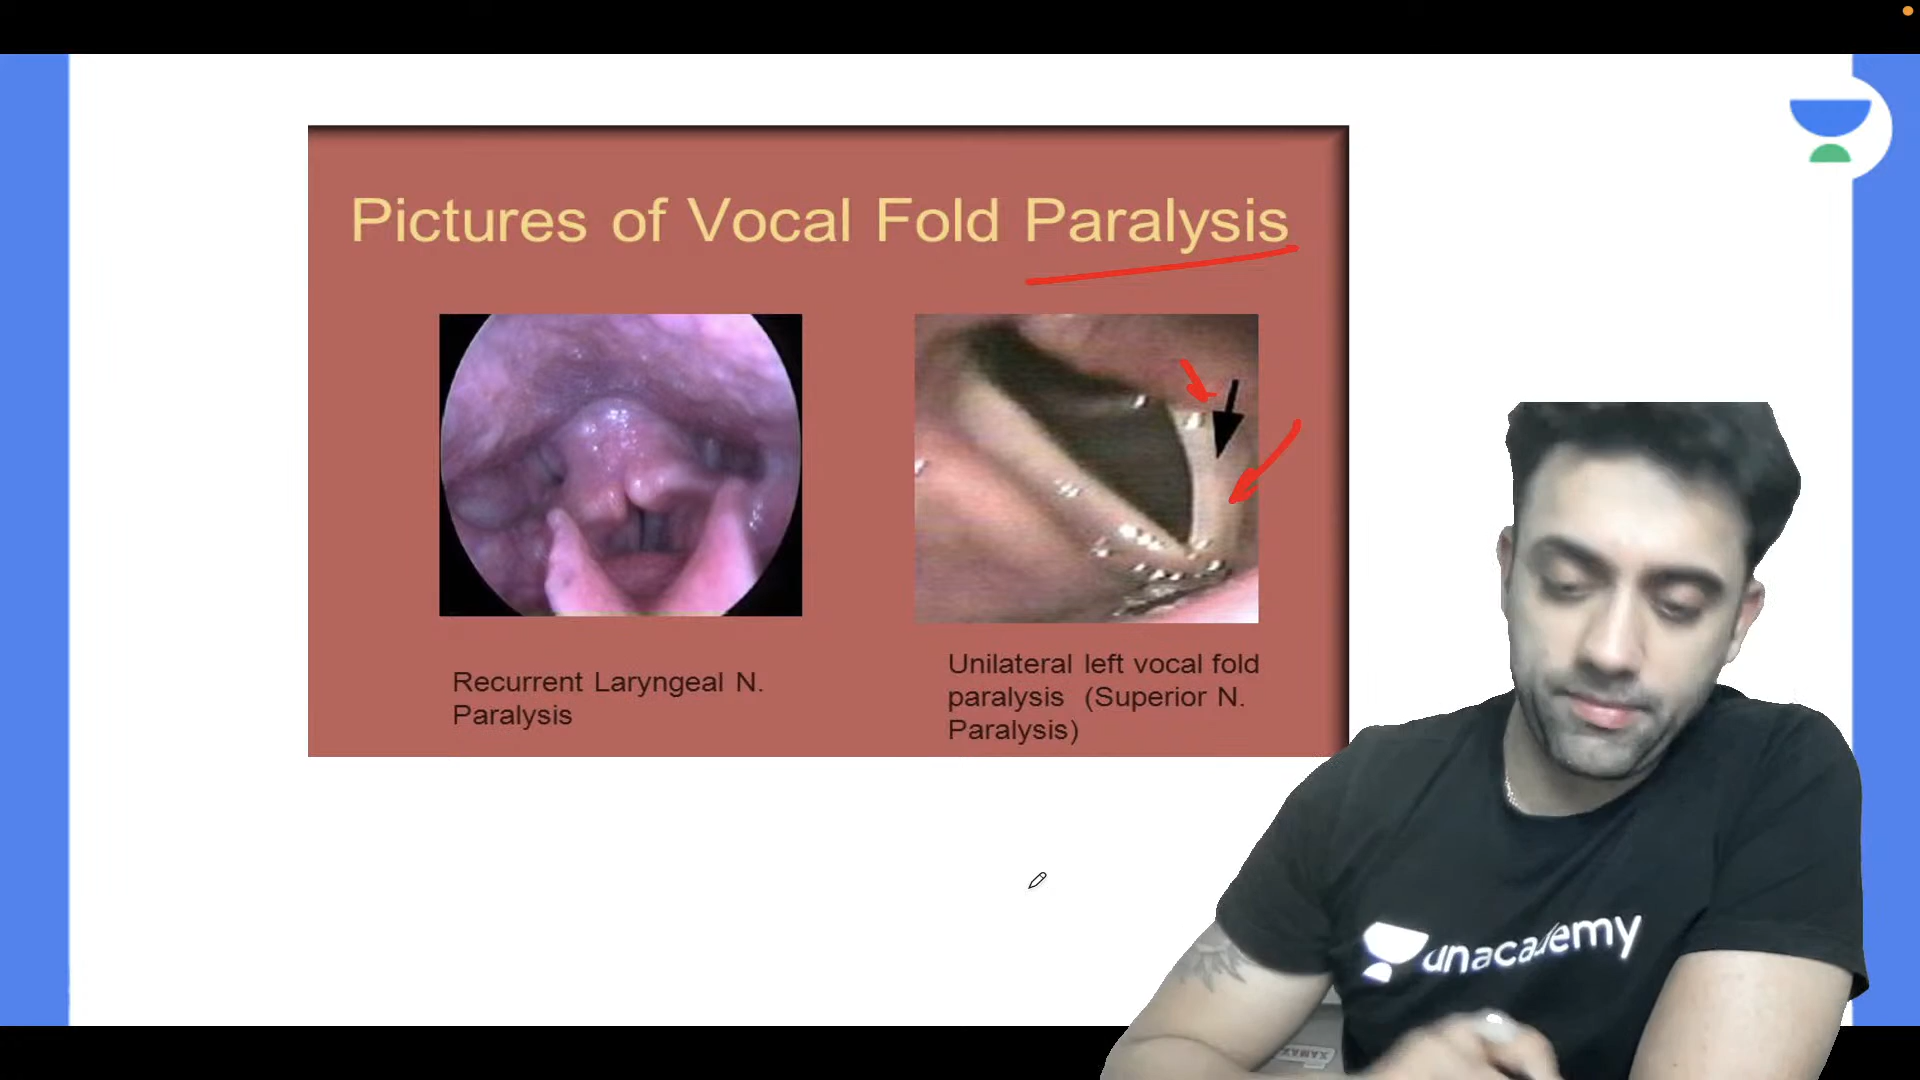 Pictures of Vocal Fold Paralysis
Recurrent Laryngeal N.
Paralysis
Unilateral left vocal fold
paralysis (Superior N.
Paralysis)
unacademy